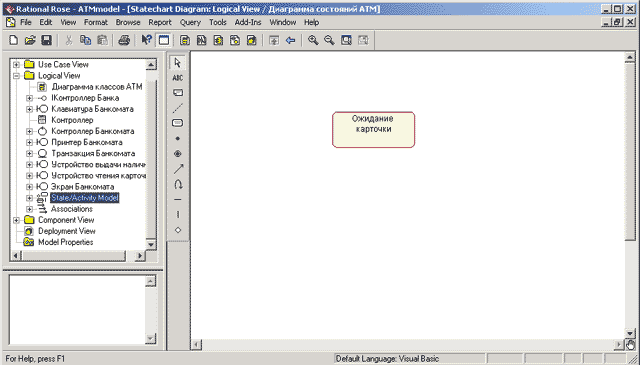 Rational Rose - ATMmodel - [Statechart Diagram: Logical View / Диаграмма состояний ATM]
File Edit View Format Browse Report Query Tools Add-Ins Window Help
Use Case View
Logical View
Диаграмма классов ATM
IКонтроллер Банка
Клавиатура Банкомата
Контроллер
Контроллер Банкомата
Принтер Банкомата
Транзакция Банкомата
Устройство выдачи налич
Устройство чтения карточ
Экран Банкомата
State/Activity Model
Associations
Component View
Deployment View
Model Properties
ABC
Ожидание
карточки
For Help, press F1
Default Language: Visual Basic